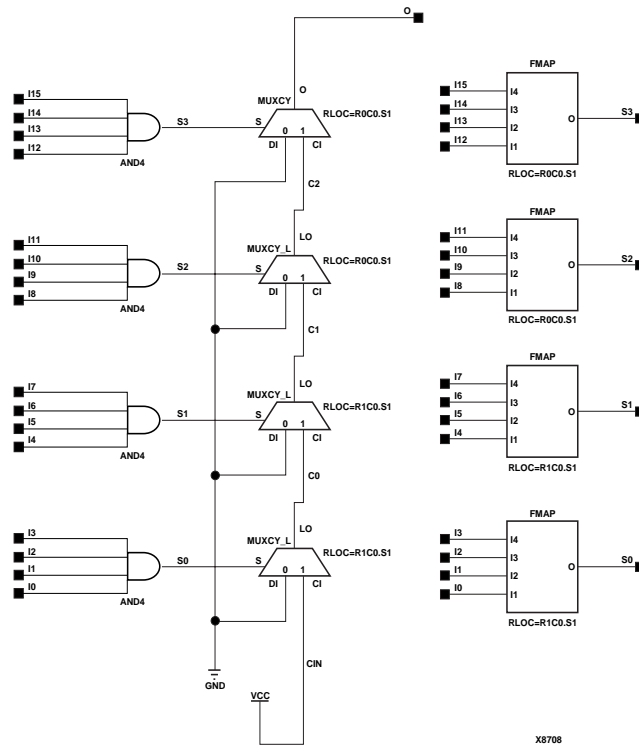 O
O
MUXCY
RLOC=R0C0.S1
I15
I14
I13
I12
AND4
S3
S
0 1
DI
CI
C2
FMAP
I15
I14
I13
I12
I4
I3
I2
I1
O
S3
RLOC=R0C0.S1
LO
MUXCY_L
RLOC=R0C0.S1
I11
I10
I9
I8
AND4
S2
S
0 1
DI
CI
C1
FMAP
I11
I10
I9
I8
I4
I3
I2
I1
O
S2
RLOC=R0C0.S1
LO
MUXCY_L
RLOC=R1C0.S1
I7
I6
I5
I4
AND4
S1
S
0 1
DI
CI
C0
FMAP
I7
I6
I5
I4
I4
I3
I2
I1
O
S1
RLOC=R1C0.S1
LO
MUXCY_L
RLOC=R1C0.S1
I3
I2
I1
I0
AND4
S0
S
0 1
DI
CI
CIN
FMAP
I3
I2
I1
I0
I4
I3
I2
I1
O
S0
RLOC=R1C0.S1
GND
VCC
X8708